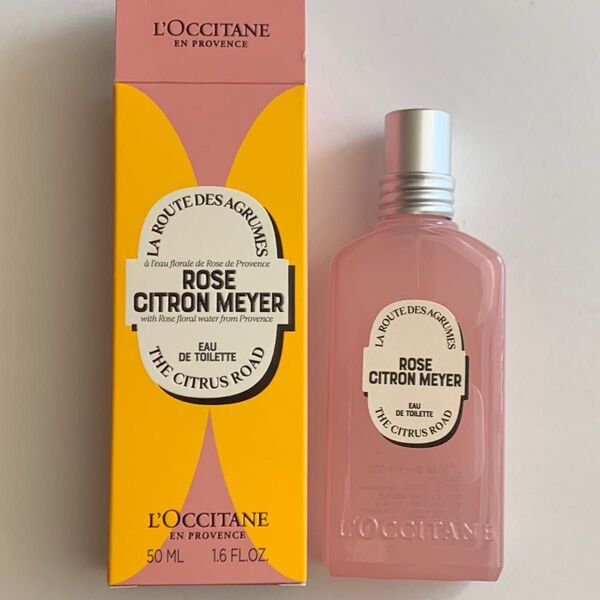 L'OCCITANE
EN PROVENCE
LA ROUTE DES AGRUMES
à l'eau florale de Rose de Provence
ROSE
CITRON MEYER
with Rose floral water from Provence
EAU
DE TOILETTE
THE CITRUS ROAD
L'OCCITANE
EN PROVENCE
50 ML 1.6 FL.OZ.
LA ROUTE DES AGRUMES
ROSE
CITRON MEYER
EAU
DE TOILETTE
THE CITRUS ROAD
L'OCCITANE